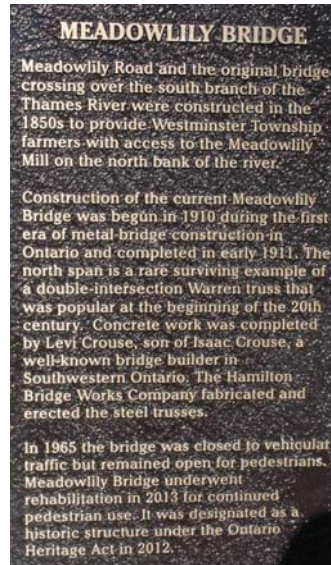 MEADOWLILY BRIDGE
Meadowlily Road and the original bridge
crossing over the south branch of the
Thames River were constructed in the
1850s to provide Westminster Township
farmers with access to the Meadowlily
Mill on the north bank of the river.
Construction of the current Meadowlily
Bridge was begun in 1910 during the first
era of metal bridge construction in
Ontario and completed in early 1911. The
north span is a rare surviving example of
a double-intersection Warren truss that
was popular at the beginning of the 20th
century. Concrete work was completed
by Levi Crouse, son of Isaac Crouse, a
well-known bridge builder in
Southwestern Ontario. The Hamilton
Bridge Works Company fabricated and
erected the steel trusses.
In 1965 the bridge was closed to vehicular
traffic but remained open for pedestrians.
Meadowlily Bridge underwent
rehabilitation in 2013 for continued
pedestrian use. It was designated as a
historic structure under the Ontario
Heritage Act in 2012.